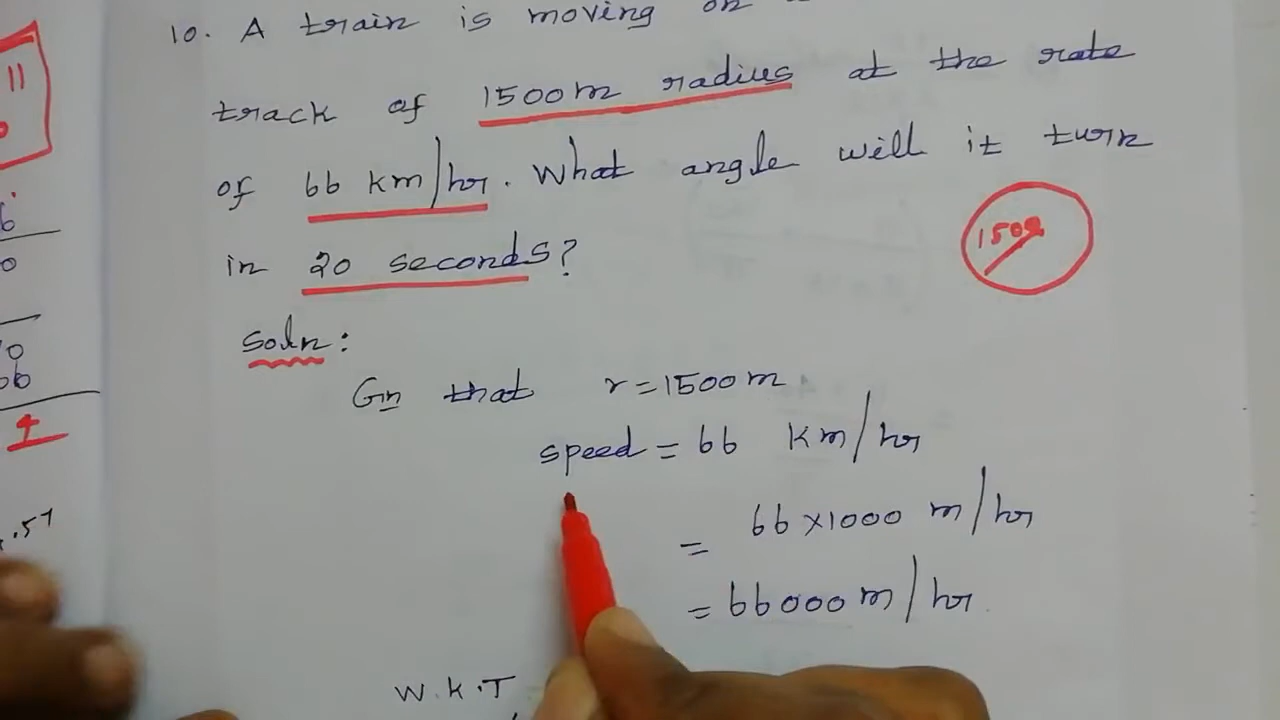 10. A train is moving on
track of 1500m radius at the rate
of 66 km/hr. What angle will it turn
in 20 seconds?
1500
Soln:
Gn that r=1500m
speed = 66 km/hr
= 66×1000 m/hr
= 66000 m/hr
W.K.T